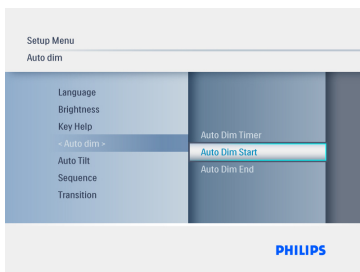 Setup Menu
Auto dim
Language
Brightness
Key Help
« Auto dim »
Auto Tilt
Sequence
Transition
Auto Dim Timer
Auto Dim Start
Auto Dim End
PHILIPS